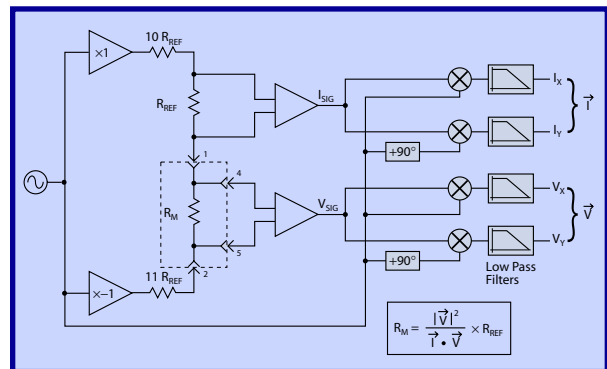 10 R_REF
×1
I_X
R_REF
I_SIG
I
+90°
I_Y
1
4
V_X
R_M
V_SIG
V
5
+90°
V_Y
2
11 R_REF
×−1
Low Pass
Filters
R_M = |V|² / I • V × R_REF